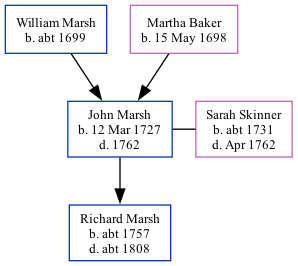 William Marsh
b. abt 1699
Martha Baker
b. 15 May 1698
John Marsh
b. 12 Mar 1727
d. 1762
Sarah Skinner
b. abt 1731
d. Apr 1762
Richard Marsh
b. abt 1757
d. abt 1808